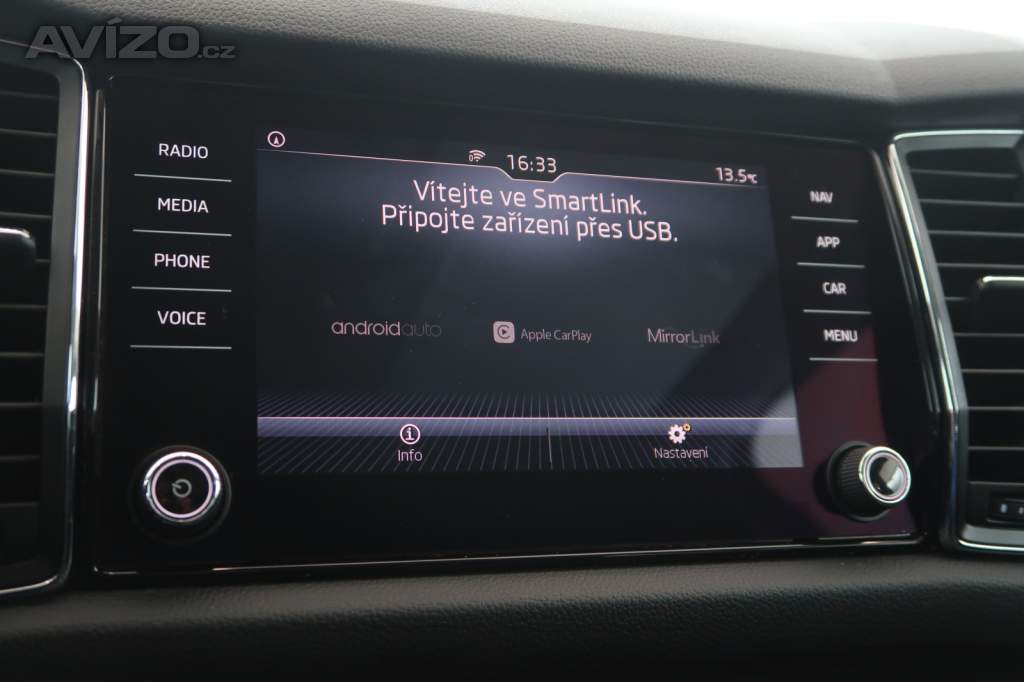 AVÍZO.cz
RADIO
MEDIA
PHONE
VOICE
16:33
13.5°C
Vítejte ve SmartLink.
Připojte zařízení přes USB.
androidauto
Apple CarPlay
MirrorLink
Info
Nastavení
NAV
APP
CAR
MENU